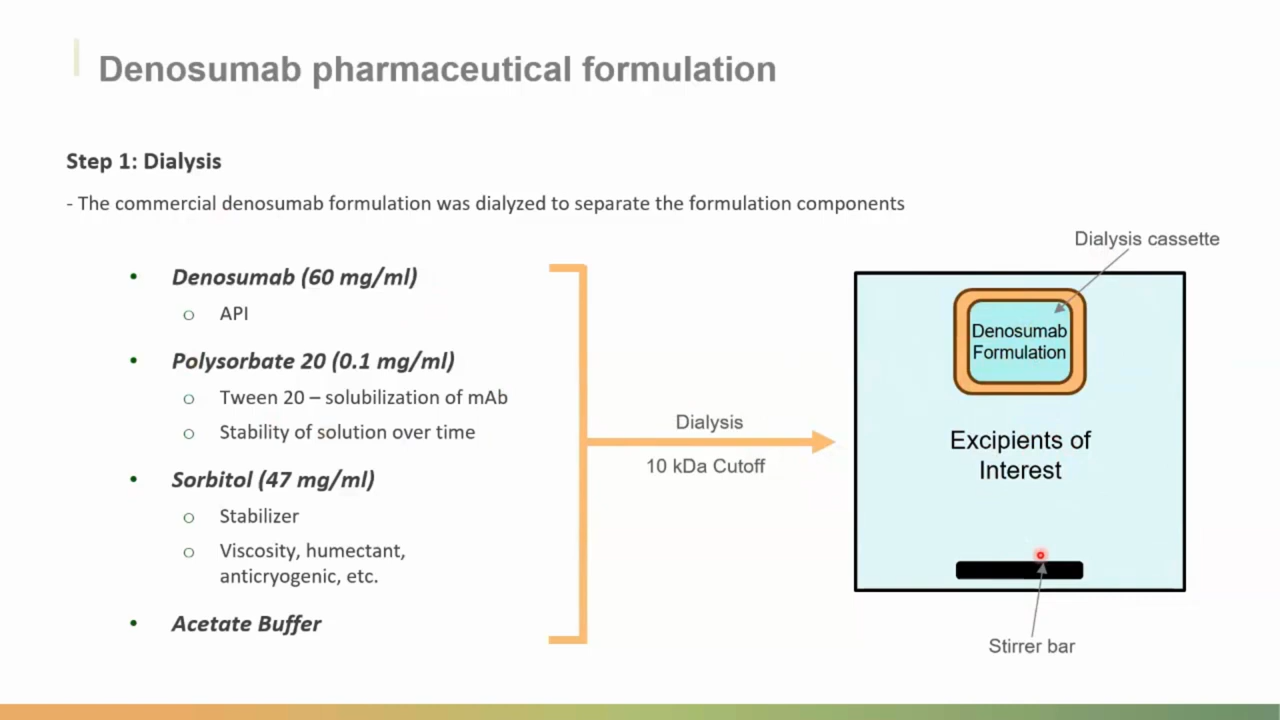 Denosumab pharmaceutical formulation
Step 1: Dialysis
- The commercial denosumab formulation was dialyzed to separate the formulation components
• Denosumab (60 mg/ml)
o API
• Polysorbate 20 (0.1 mg/ml)
o Tween 20 – solubilization of mAb
o Stability of solution over time
• Sorbitol (47 mg/ml)
o Stabilizer
o Viscosity, humectant,
anticryogenic, etc.
• Acetate Buffer
Dialysis
10 kDa Cutoff
Dialysis cassette
Denosumab
Formulation
Excipients of
Interest
Stirrer bar